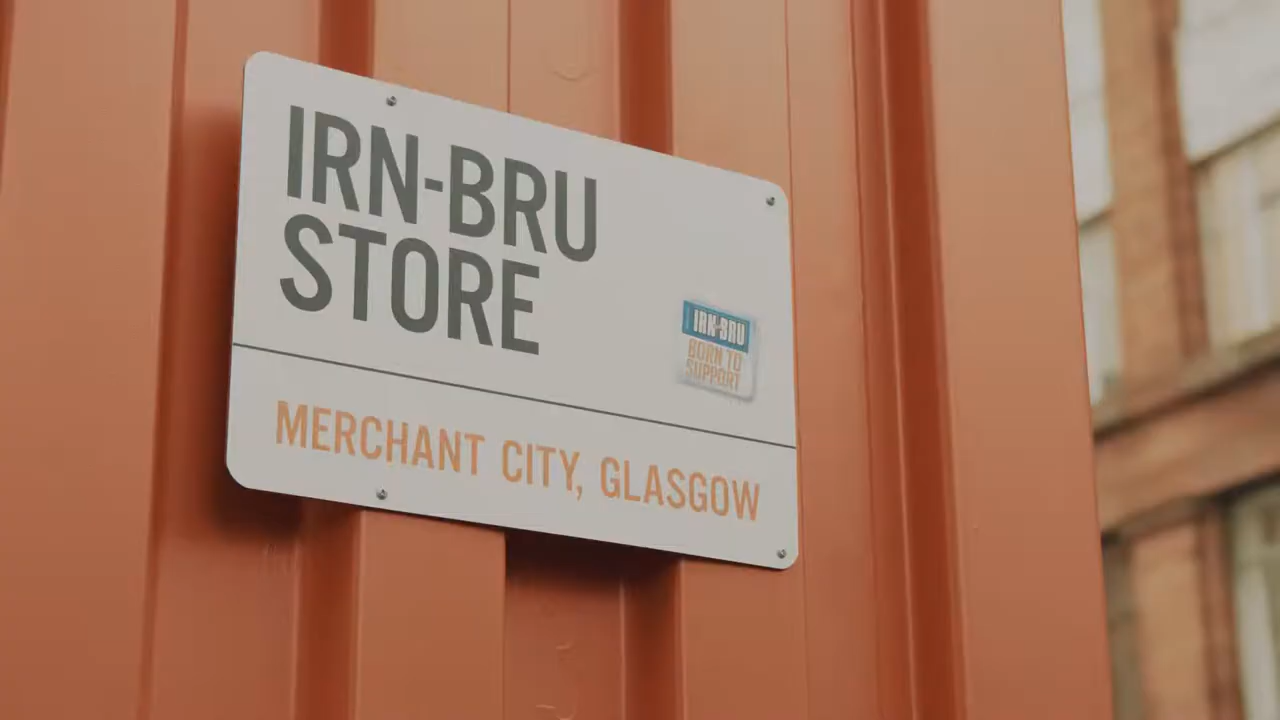 IRN-BRU
STORE
IRN-BRU
BORN TO
SUPPORT
MERCHANT CITY, GLASGOW